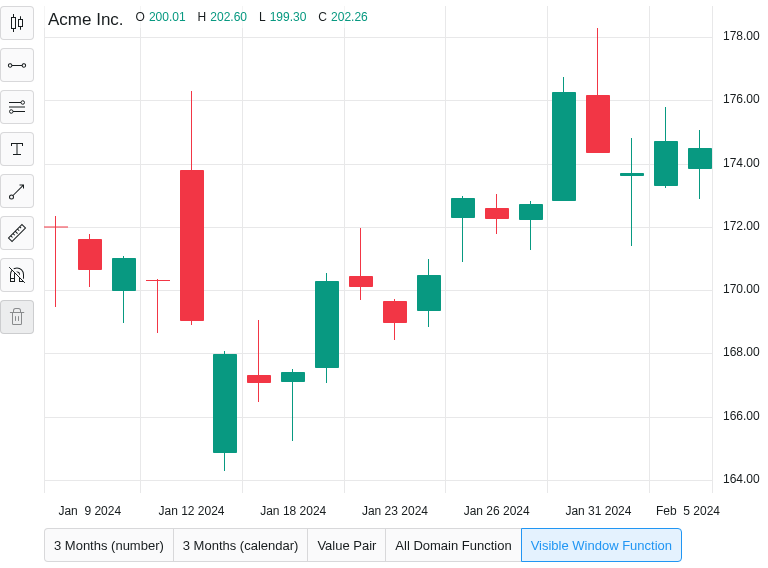 Acme Inc. O 200.01 H 202.60 L 199.30 C 202.26
178.00
176.00
174.00
172.00
170.00
168.00
166.00
164.00
Jan 9 2024 Jan 12 2024 Jan 18 2024 Jan 23 2024 Jan 26 2024 Jan 31 2024 Feb 5 2024
3 Months (number) 3 Months (calendar) Value Pair All Domain Function Visible Window Function